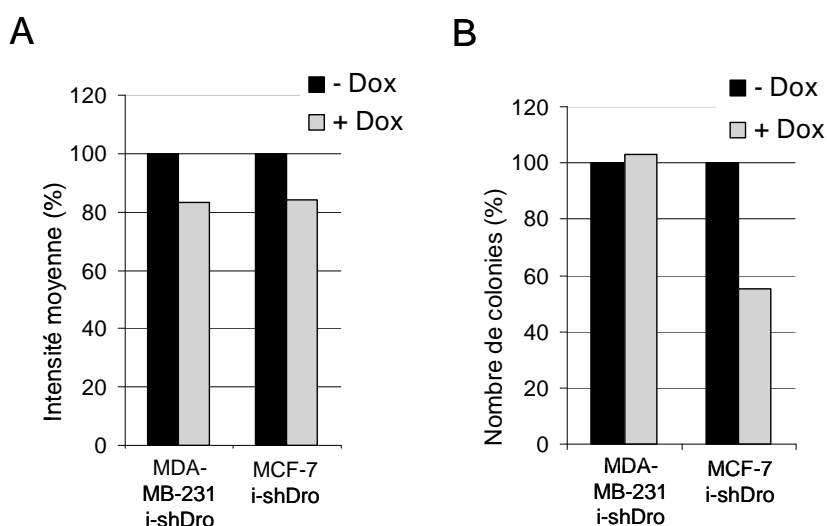 A
- Dox
+ Dox
Intensité moyenne (%)
120
100
80
60
40
20
0
MDA-
MB-231
i-shDro
MCF-7
i-shDro
B
- Dox
+ Dox
Nombre de colonies (%)
120
100
80
60
40
20
0
MDA-
MB-231
i-shDro
MCF-7
i-shDro